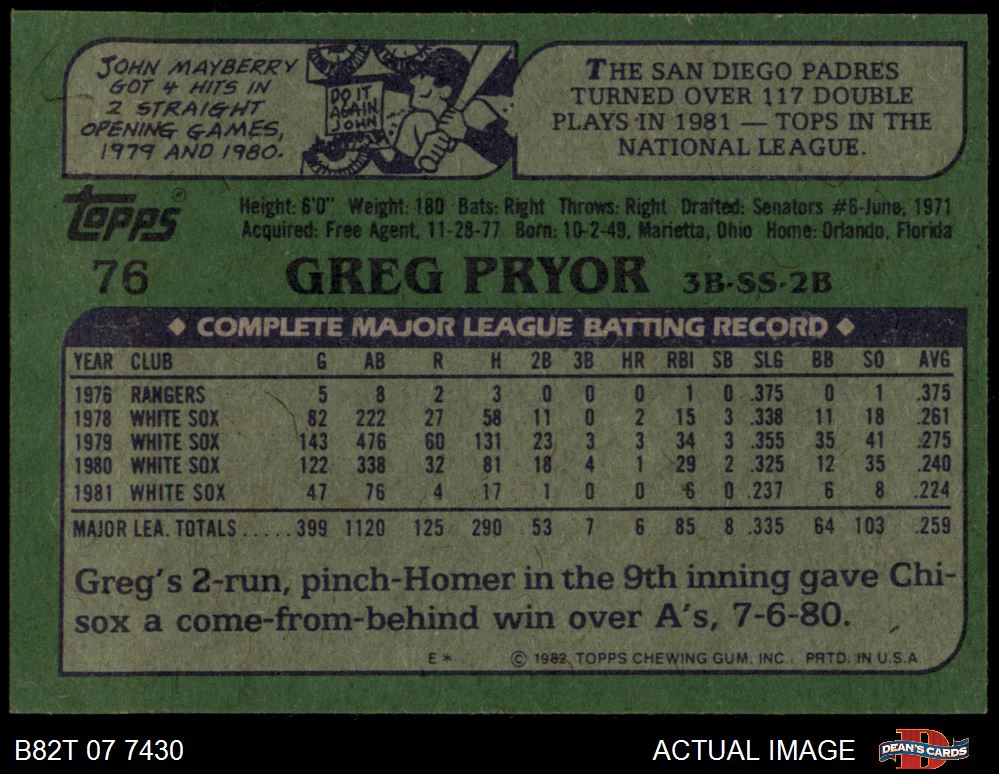 JOHN MAYBERRY
GOT 4 HITS IN
2 STRAIGHT
OPENING GAMES,
1979 AND 1980.
DO IT
AGAIN
JOHN
THE SAN DIEGO PADRES
TURNED OVER 117 DOUBLE
PLAYS IN 1981 — TOPS IN THE
NATIONAL LEAGUE.
Topps®
Height: 6'0" Weight: 180 Bats: Right Throws: Right Drafted: Senators #6-June, 1971
Acquired: Free Agent, 11-28-77 Born: 10-2-49, Marietta, Ohio Home: Orlando, Florida
76 GREG PRYOR 3B-SS-2B
◆ COMPLETE MAJOR LEAGUE BATTING RECORD ◆
YEAR CLUB G AB R H 2B 3B HR RBI SB SLG BB SO AVG
1976 RANGERS 5 8 2 3 0 0 0 1 0 .375 0 1 .375
1978 WHITE SOX 82 222 27 58 11 0 2 15 3 .338 11 18 .261
1979 WHITE SOX 143 476 60 131 23 3 3 34 3 .355 35 41 .275
1980 WHITE SOX 122 338 32 81 18 4 1 29 2 .325 12 35 .240
1981 WHITE SOX 47 76 4 17 1 0 0 6 0 .237 6 8 .224
MAJOR LEA. TOTALS.....399 1120 125 290 53 7 6 85 8 .335 64 103 .259
Greg's 2-run, pinch-Homer in the 9th inning gave Chi-
sox a come-from-behind win over A's, 7-6-80.
E* © 1982 TOPPS CHEWING GUM, INC. PRTD. IN U.S.A.
B82T 07 7430
ACTUAL IMAGE
DEAN'S CARDS